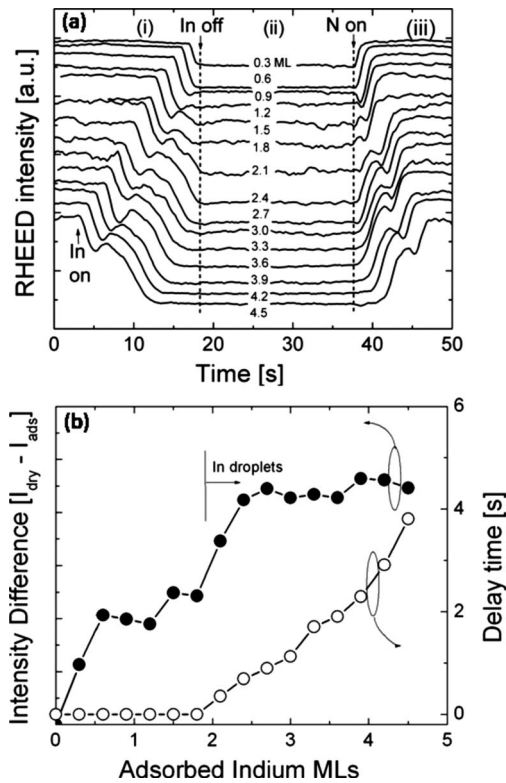 (a)
(i) In off (ii) N on (iii)
0.3 ML
0.6
0.9
1.2
1.5
1.8
2.1
2.4
2.7
3.0
3.3
3.6
3.9
4.2
4.5
In
on
RHEED intensity [a.u.]
0 10 20 30 40 50
Time [s]
(b)
In droplets
Intensity Difference [I_dry - I_ads]
6
4
2
0
Delay time [s]
0 1 2 3 4 5
Adsorbed Indium MLs